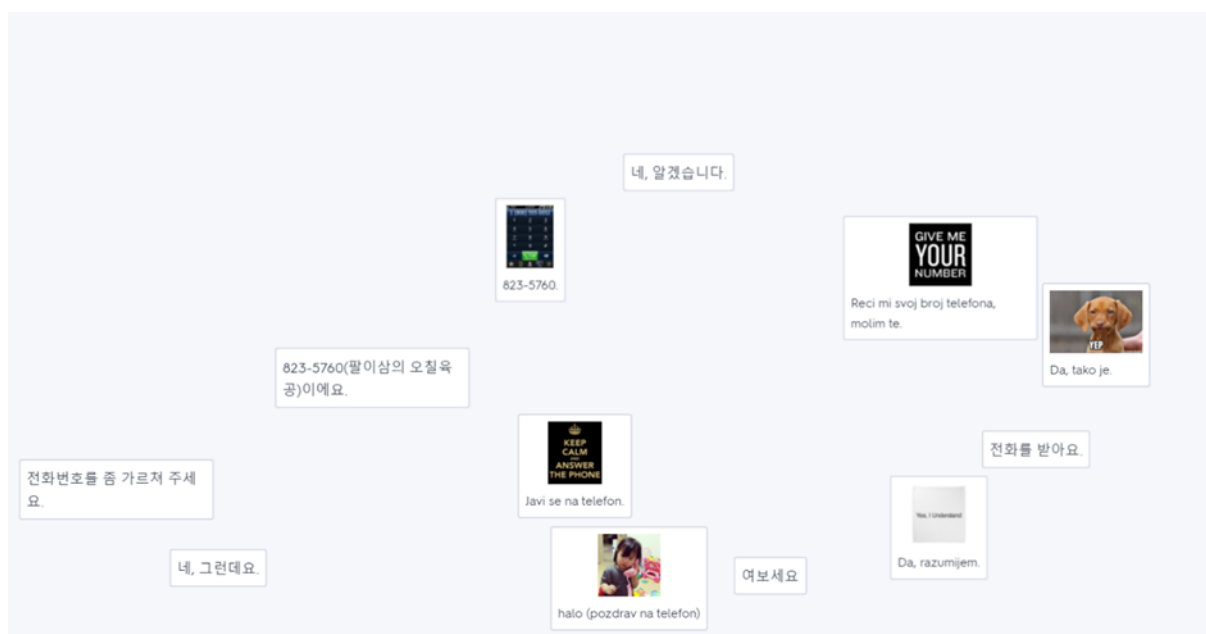 네, 알겠습니다.
823-5760.
GIVE ME
YOUR
NUMBER
Reci mi svoj broj telefona,
molim te.
YEP
Da, tako je.
823-5760(팔이삼의 오칠육
공)이에요.
KEEP
CALM
AND
ANSWER
THE PHONE
Javi se na telefon.
전화를 받아요.
전화번호를 좀 가르쳐 주세
요.
Yes, I Understand
Da, razumijem.
네, 그런데요.
halo (pozdrav na telefon)
여보세요